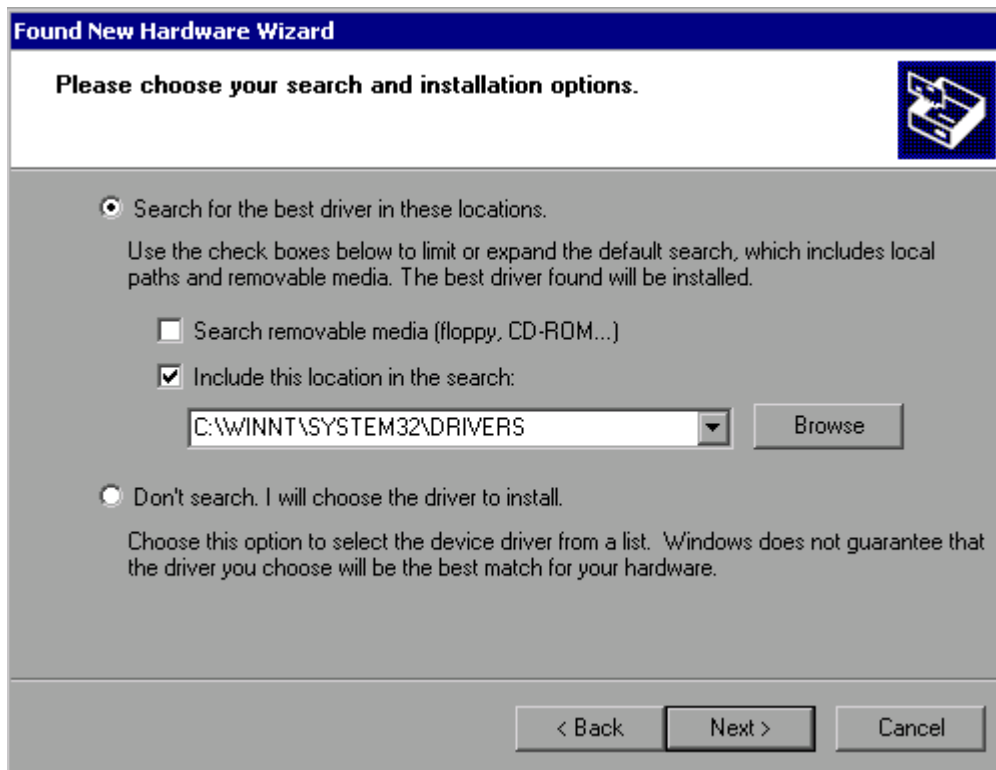 Found New Hardware Wizard
Please choose your search and installation options.
Search for the best driver in these locations.
Use the check boxes below to limit or expand the default search, which includes local
paths and removable media. The best driver found will be installed.
Search removable media (floppy, CD-ROM...)
Include this location in the search:
C:\WINNT\SYSTEM32\DRIVERS
Browse
Don't search. I will choose the driver to install.
Choose this option to select the device driver from a list. Windows does not guarantee that
the driver you choose will be the best match for your hardware.
< Back
Next >
Cancel